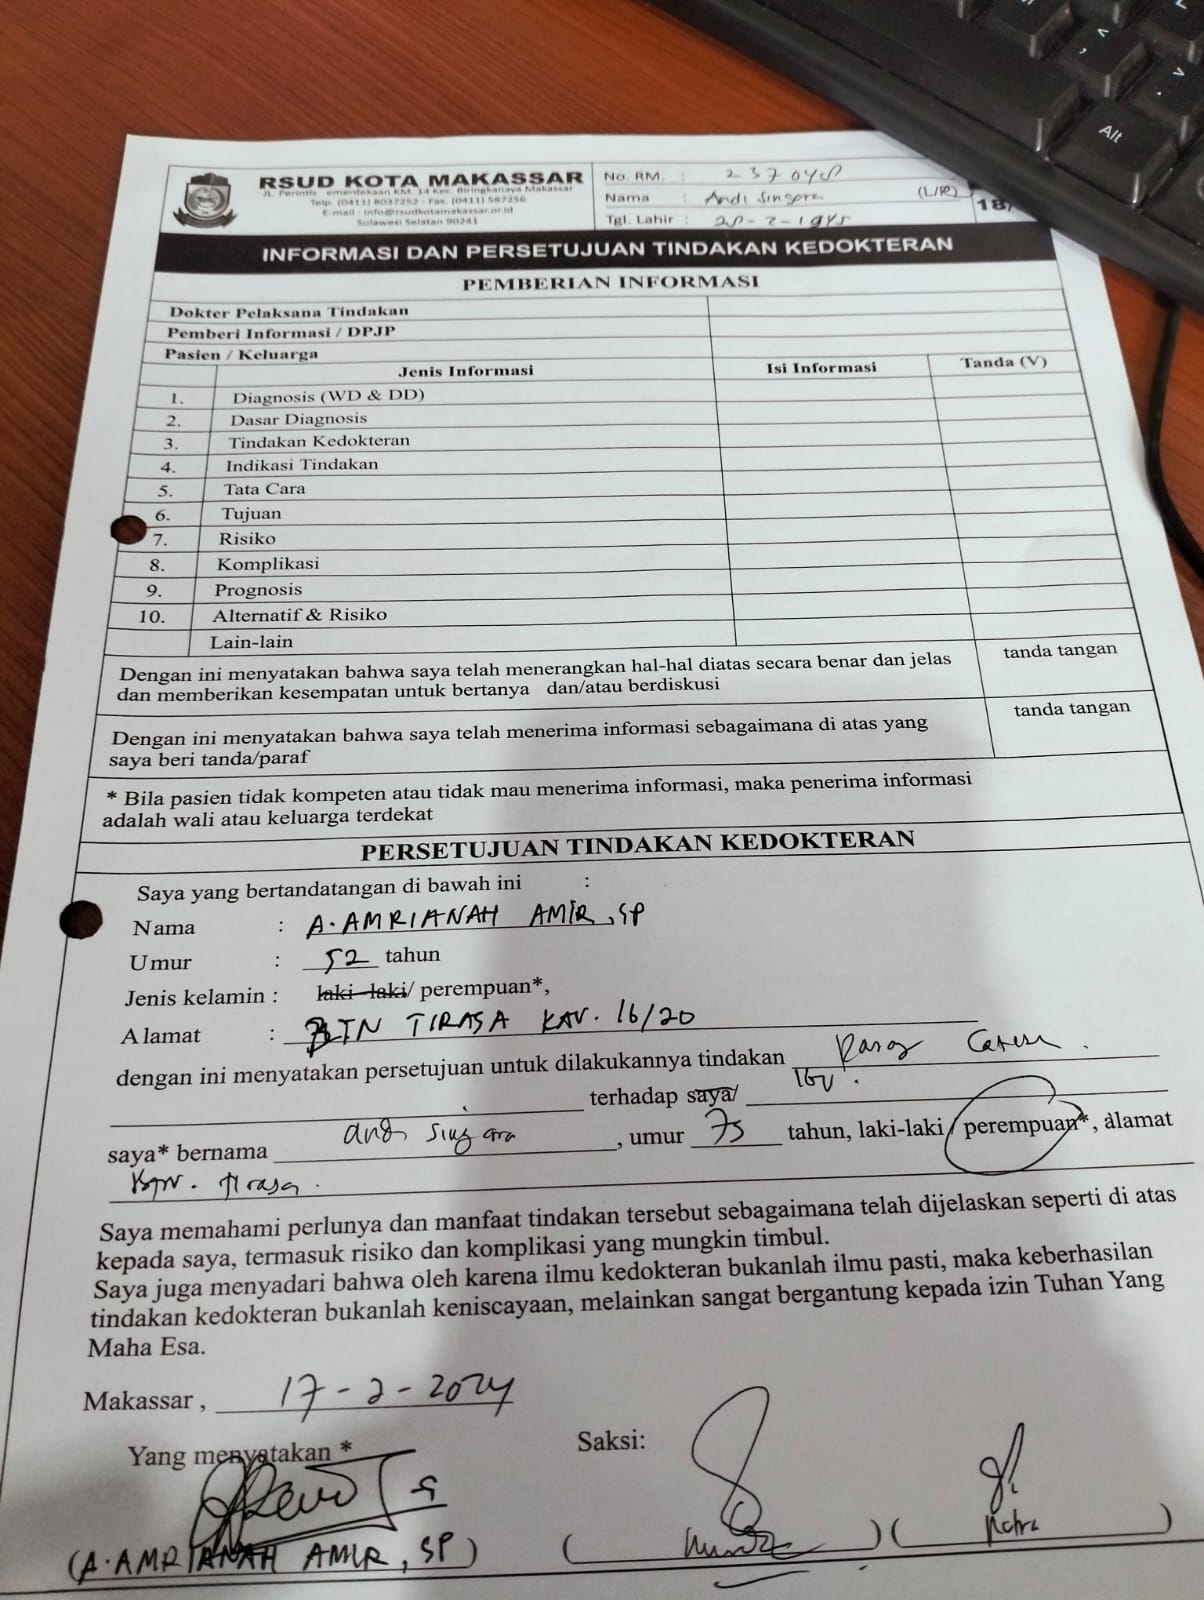 RSUD KOTA MAKASSAR
JL. Perintis emerdekaan KM. 14 Kec. Biringkanaya Makassar
Telp. (0411) 8037252 - Fax. (0411) 587256
E-mail : info@rsudkotamakassar.or.id
Sulawesi Selatan 90241
No. RM. :
Nama : Andi Singara (L/P)
Tgl. Lahir :
18/
INFORMASI DAN PERSETUJUAN TINDAKAN KEDOKTERAN
PEMBERIAN INFORMASI
Dokter Pelaksana Tindakan
Pemberi Informasi / DPJP
Pasien / Keluarga
Jenis Informasi Isi Informasi Tanda (V)
1. Diagnosis (WD & DD)
2. Dasar Diagnosis
3. Tindakan Kedokteran
4. Indikasi Tindakan
5. Tata Cara
6. Tujuan
7. Risiko
8. Komplikasi
9. Prognosis
10. Alternatif & Risiko
Lain-lain
Dengan ini menyatakan bahwa saya telah menerangkan hal-hal diatas secara benar dan jelas tanda tangan
dan memberikan kesempatan untuk bertanya dan/atau berdiskusi
Dengan ini menyatakan bahwa saya telah menerima informasi sebagaimana di atas yang tanda tangan
saya beri tanda/paraf
* Bila pasien tidak kompeten atau tidak mau menerima informasi, maka penerima informasi
adalah wali atau keluarga terdekat
PERSETUJUAN TINDAKAN KEDOKTERAN
Saya yang bertandatangan di bawah ini :
Nama : A. AMRIANAH AMIR, SP
Umur : 52 tahun
Jenis kelamin : laki-laki/ perempuan*,
Alamat : BTN TIRASA KAV. 16/20
dengan ini menyatakan persetujuan untuk dilakukannya tindakan
terhadap saya/ Ibu.
saya* bernama andi singara, umur 75 tahun, laki-laki / perempuan*, alamat
tirasa.
Saya memahami perlunya dan manfaat tindakan tersebut sebagaimana telah dijelaskan seperti di atas
kepada saya, termasuk risiko dan komplikasi yang mungkin timbul.
Saya juga menyadari bahwa oleh karena ilmu kedokteran bukanlah ilmu pasti, maka keberhasilan
tindakan kedokteran bukanlah keniscayaan, melainkan sangat bergantung kepada izin Tuhan Yang
Maha Esa.
Makassar, 17-2-2024
Yang menyatakan * Saksi:
(A. AMRIANAH AMIR, SP) ( ) ( )
Alt